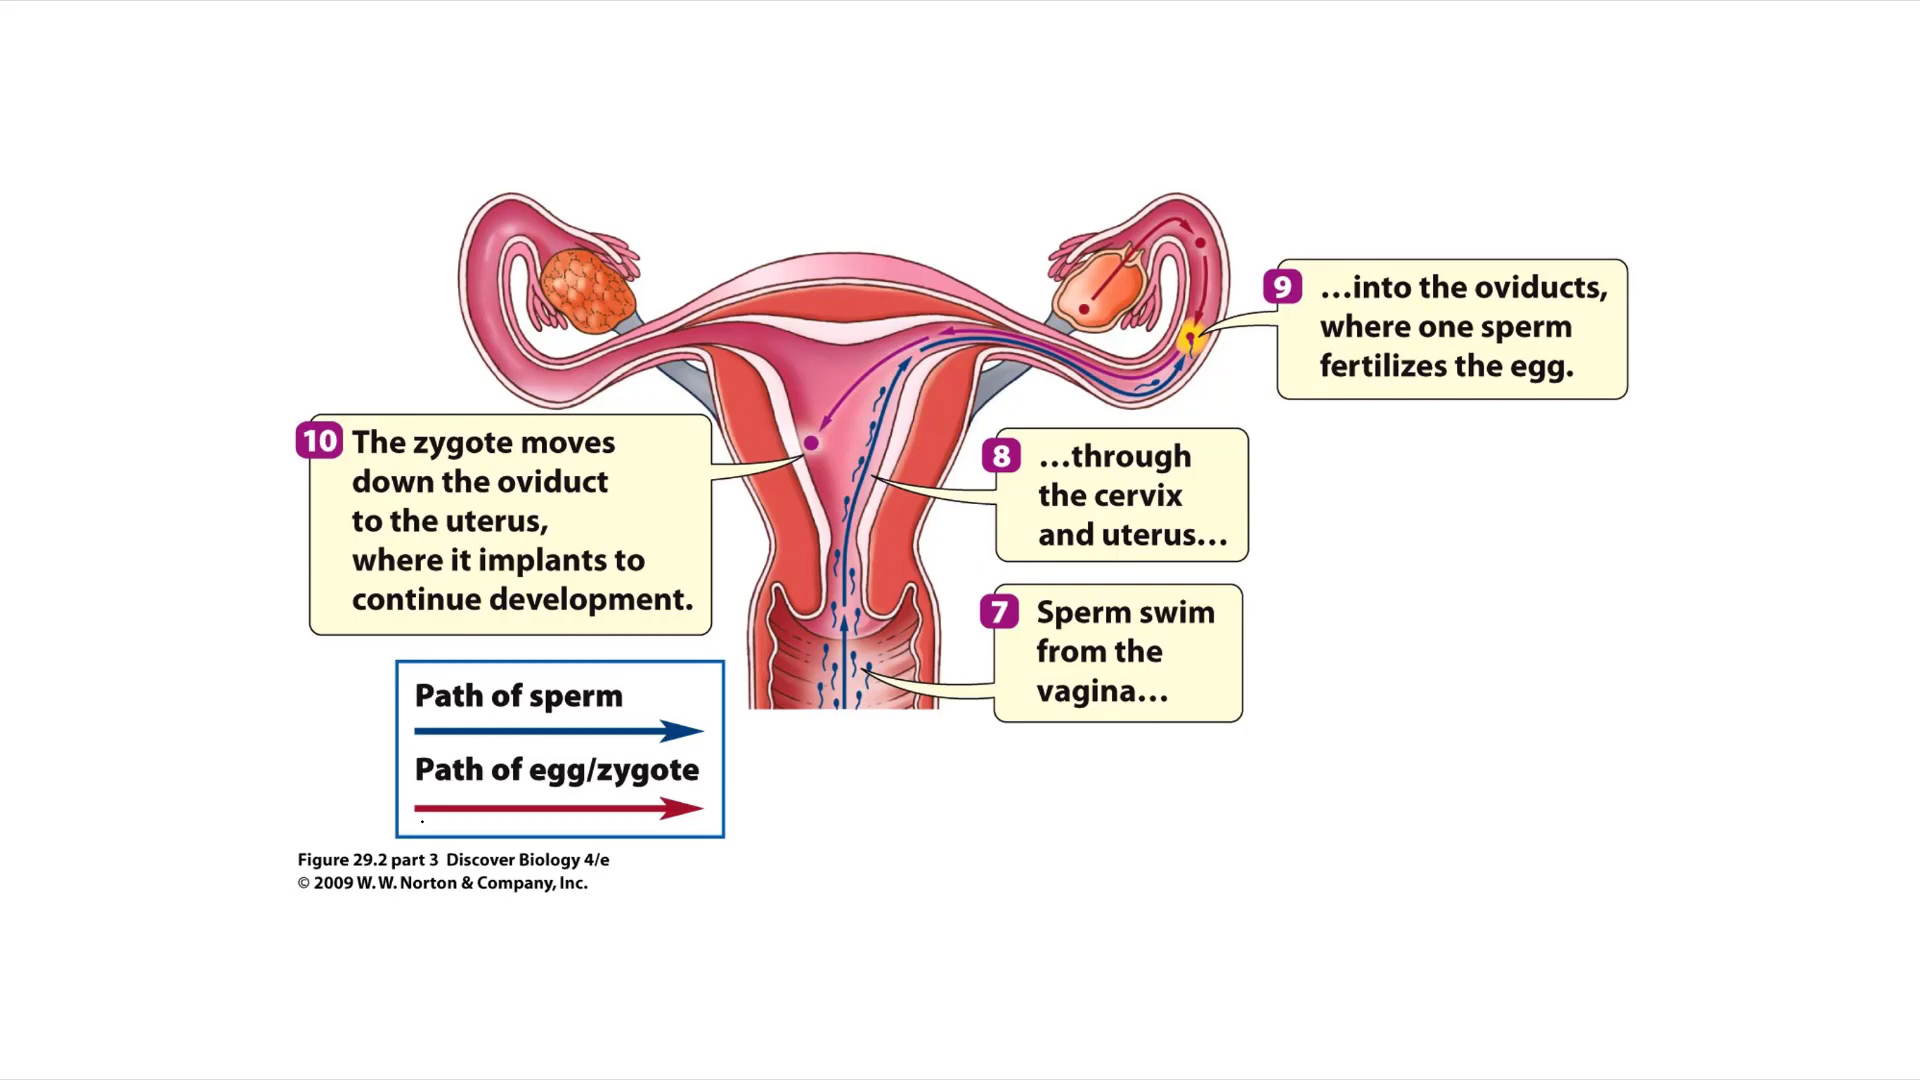 9 …into the oviducts,
where one sperm
fertilizes the egg.
10 The zygote moves
down the oviduct
to the uterus,
where it implants to
continue development.
8 …through
the cervix
and uterus…
7 Sperm swim
from the
vagina…
Path of sperm
Path of egg/zygote
Figure 29.2 part 3 Discover Biology 4/e
© 2009 W. W. Norton & Company, Inc.